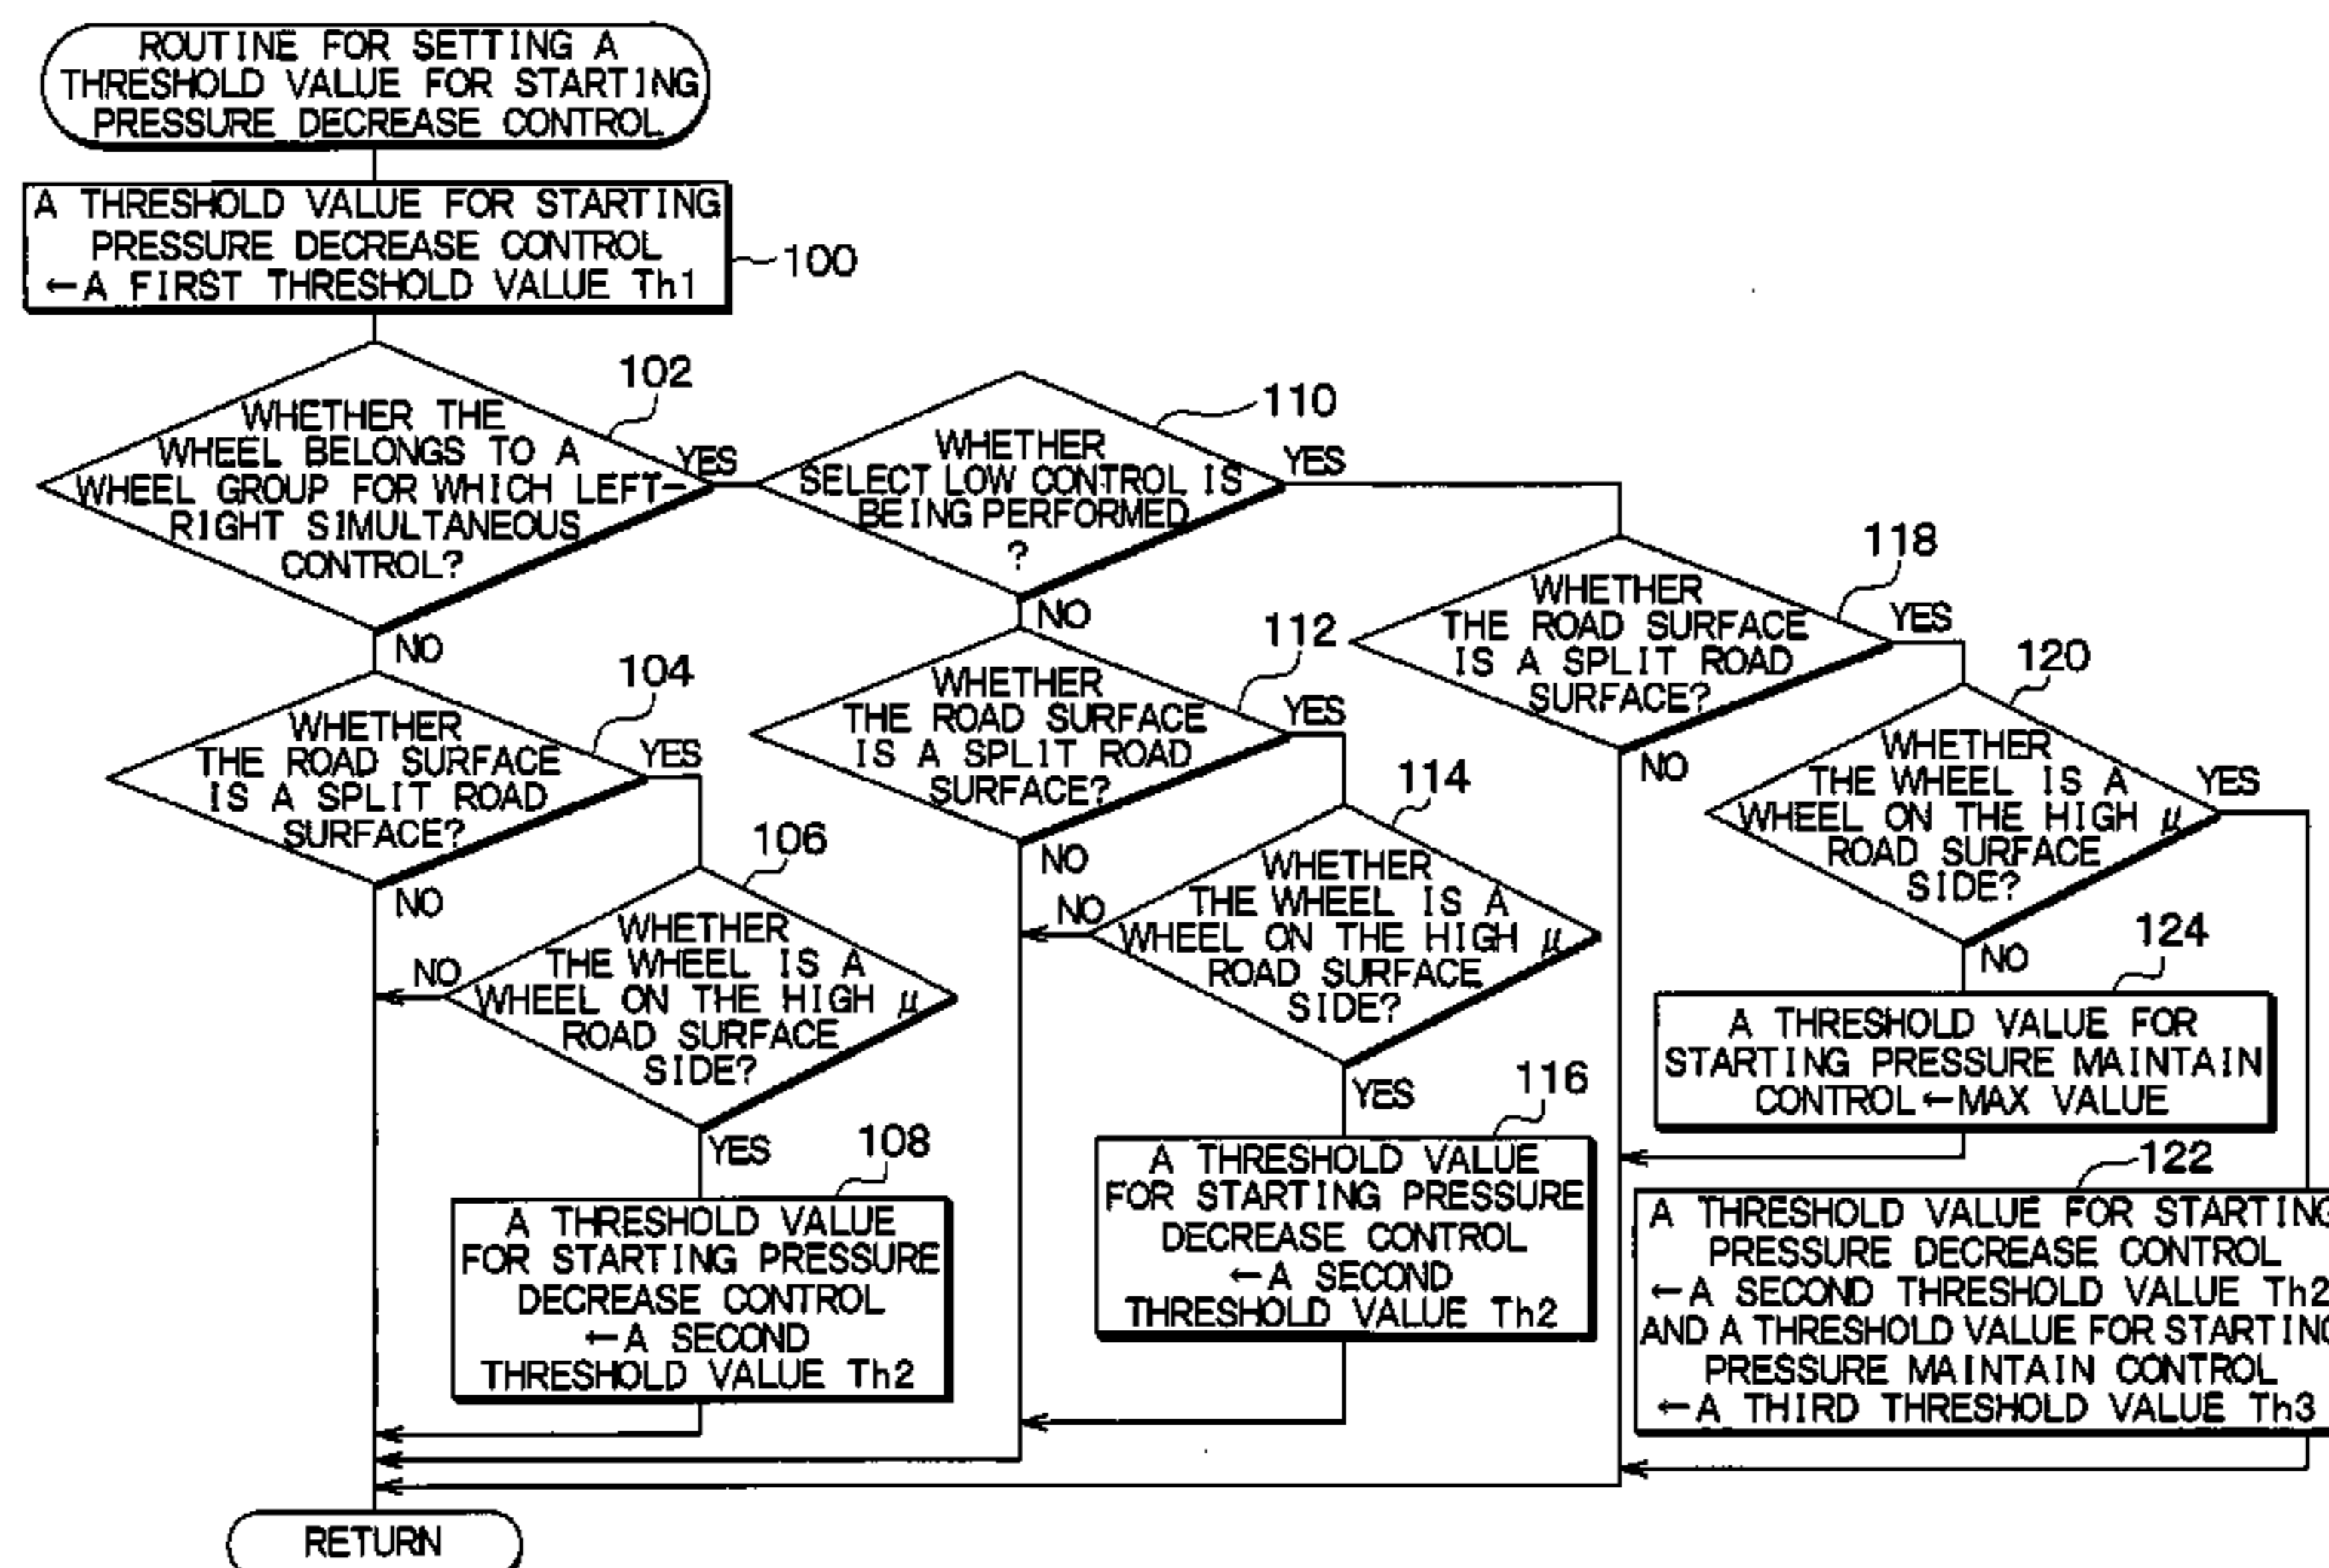 ROUTINE FOR SETTING A
THRESHOLD VALUE FOR STARTING
PRESSURE DECREASE CONTROL
A THRESHOLD VALUE FOR STARTING
PRESSURE DECREASE CONTROL
←A FIRST THRESHOLD VALUE Th1
100
102
WHETHER THE
WHEEL BELONGS TO A
WHEEL GROUP FOR WHICH LEFT-
RIGHT SIMULTANEOUS
CONTROL?
YES
NO
110
WHETHER
SELECT LOW CONTROL IS
BEING PERFORMED
?
YES
NO
104
WHETHER
THE ROAD SURFACE
IS A SPLIT ROAD
SURFACE?
YES
NO
106
WHETHER
THE WHEEL IS A
WHEEL ON THE HIGH μ
ROAD SURFACE
SIDE?
NO
YES
108
A THRESHOLD VALUE
FOR STARTING PRESSURE
DECREASE CONTROL
←A SECOND
THRESHOLD VALUE Th2
112
WHETHER
THE ROAD SURFACE
IS A SPLIT ROAD
SURFACE?
YES
NO
114
WHETHER
THE WHEEL IS A
WHEEL ON THE HIGH μ
ROAD SURFACE
SIDE?
NO
YES
116
A THRESHOLD VALUE
FOR STARTING PRESSURE
DECREASE CONTROL
←A SECOND
THRESHOLD VALUE Th2
118
WHETHER
THE ROAD SURFACE
IS A SPLIT ROAD
SURFACE?
YES
NO
120
WHETHER
THE WHEEL IS A
WHEEL ON THE HIGH μ
ROAD SURFACE
SIDE?
YES
NO
124
A THRESHOLD VALUE FOR
STARTING PRESSURE MAINTAIN
CONTROL←MAX VALUE
122
A THRESHOLD VALUE FOR STARTING
PRESSURE DECREASE CONTROL
←A SECOND THRESHOLD VALUE Th2
AND A THRESHOLD VALUE FOR STARTING
PRESSURE MAINTAIN CONTROL
←A THIRD THRESHOLD VALUE Th3
RETURN